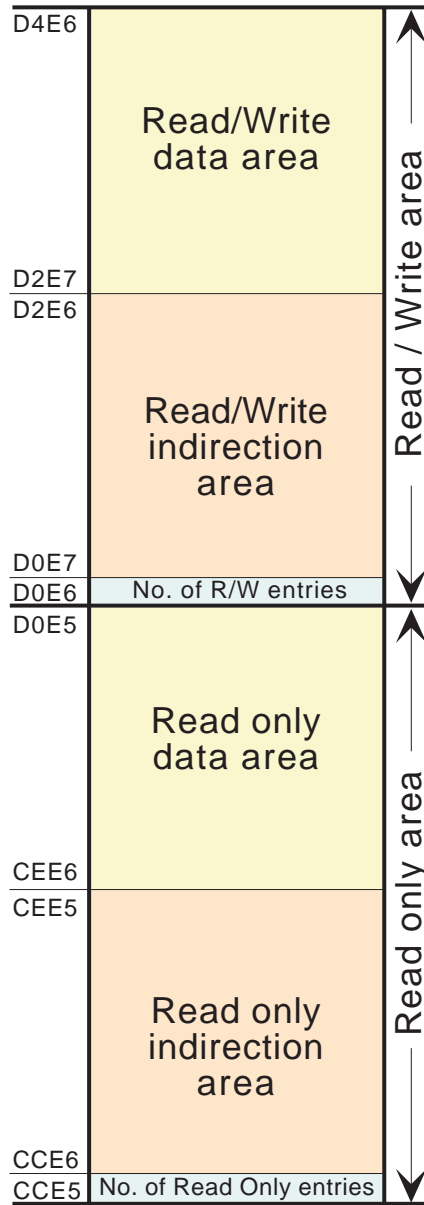 D4E6
Read/Write
data area
D2E7
D2E6
Read/Write
indirection
area
D0E7
D0E6
No. of R/W entries
Read / Write area
D0E5
Read only
data area
CEE6
CEE5
Read only
indirection
area
CCE6
CCE5
No. of Read Only entries
Read only area